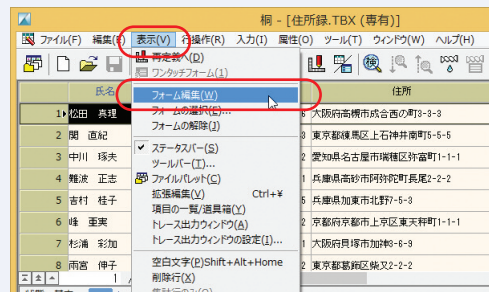 桐 - [住所録.TBX (専有)]
ファイル(F) 編集(E) 表示(V) 行操作(R) 入力(I) 属性(O) ツール(T) ウィンドウ(W) ヘルプ(H)
再定義(D)
ワンタッチフォーム(1)
フォーム編集(W)
フォームの選択(E)...
フォームの解除(J)
ステータスバー(S)
ツールバー(T)...
ファイルパレット(C)
拡張編集(V) Ctrl+¥
項目の一覧/道具箱(Y)
トレース出力ウィンドウ(A)
トレース出力ウィンドウの設定(I)...
空白文字(P) Shift+Alt+Home
削除行(X)
氏名 住所
1 松田 真理 6 大阪府高槻市成合西の町3-3-3
2 関 直紀 3 東京都練馬区上石神井南町5-5-5
3 中川 琢夫 2 愛知県名古屋市瑞穂区弥富町1-1-1
4 難波 正志 1 兵庫県高砂市阿弥陀町長尾2-2-2
5 吉村 桂子 5 兵庫県加東市北野7-5-3
6 峰 亜実 2 京都府京都市上京区東天秤町1-1-1
7 杉浦 彩加 1 大阪府貝塚市加神3-6-9
8 雨宮 伸子 2 東京都葛飾区柴又2-2-2
1